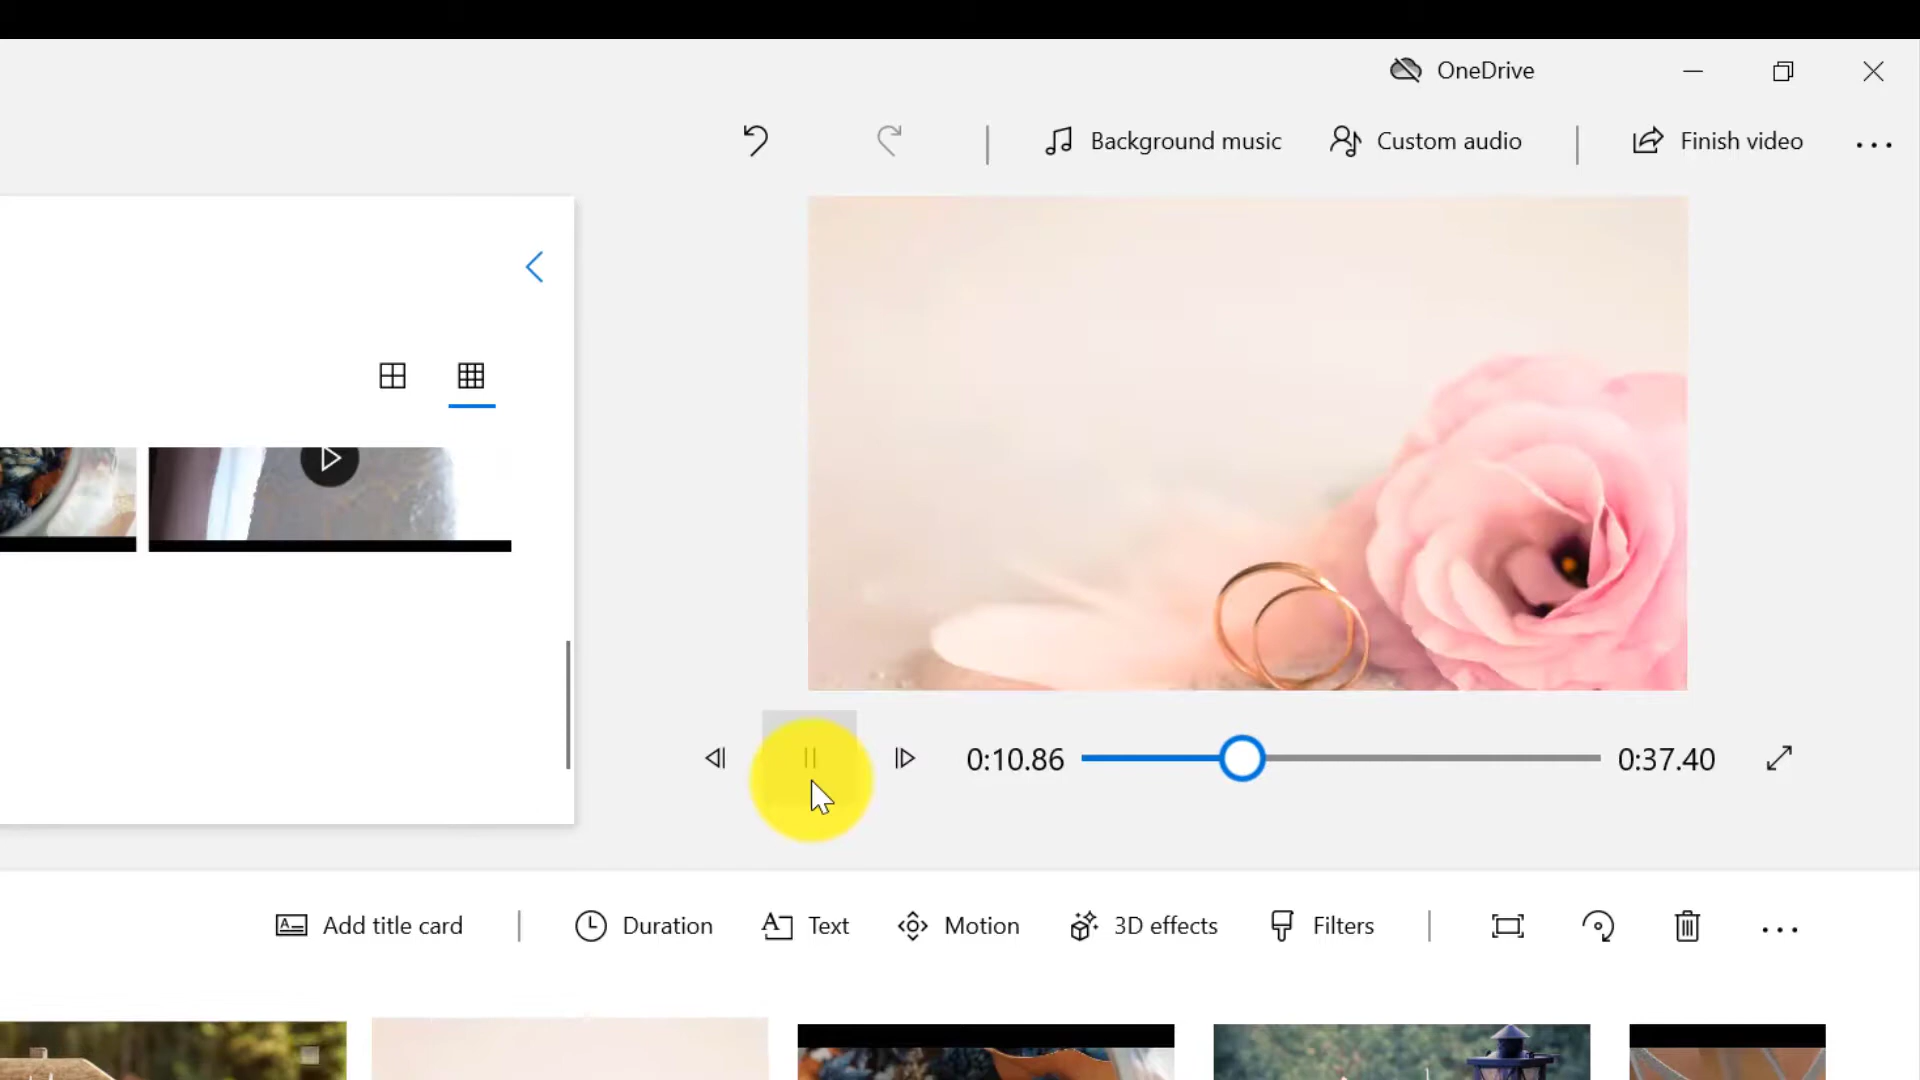 OneDrive
Background music
Custom audio
Finish video
0:10.86
0:37.40
Add title card
Duration
Text
Motion
3D effects
Filters